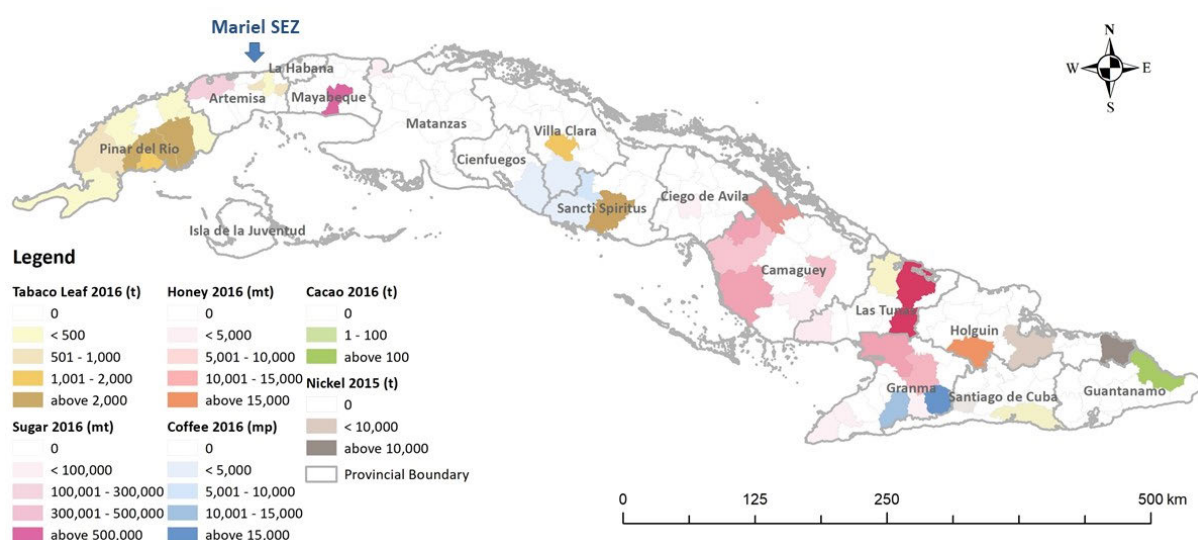 Mariel SEZ
N
W E
S
La Habana
Artemisa
Mayabeque
Matanzas
Pinar del Rio
Villa Clara
Cienfuegos
Sancti Spiritus
Ciego de Avila
Isla de la Juventud
Camaguey
Las Tunas
Holguin
Granma
Santiago de Cuba
Guantanamo
Legend
Tabaco Leaf 2016 (t)
0
< 500
501 - 1,000
1,001 - 2,000
above 2,000
Sugar 2016 (mt)
0
< 100,000
100,001 - 300,000
300,001 - 500,000
above 500,000
Honey 2016 (mt)
0
< 5,000
5,001 - 10,000
10,001 - 15,000
above 15,000
Coffee 2016 (mp)
0
< 5,000
5,001 - 10,000
10,001 - 15,000
above 15,000
Cacao 2016 (t)
0
1 - 100
above 100
Nickel 2015 (t)
0
< 10,000
above 10,000
Provincial Boundary
0 125 250 500 km